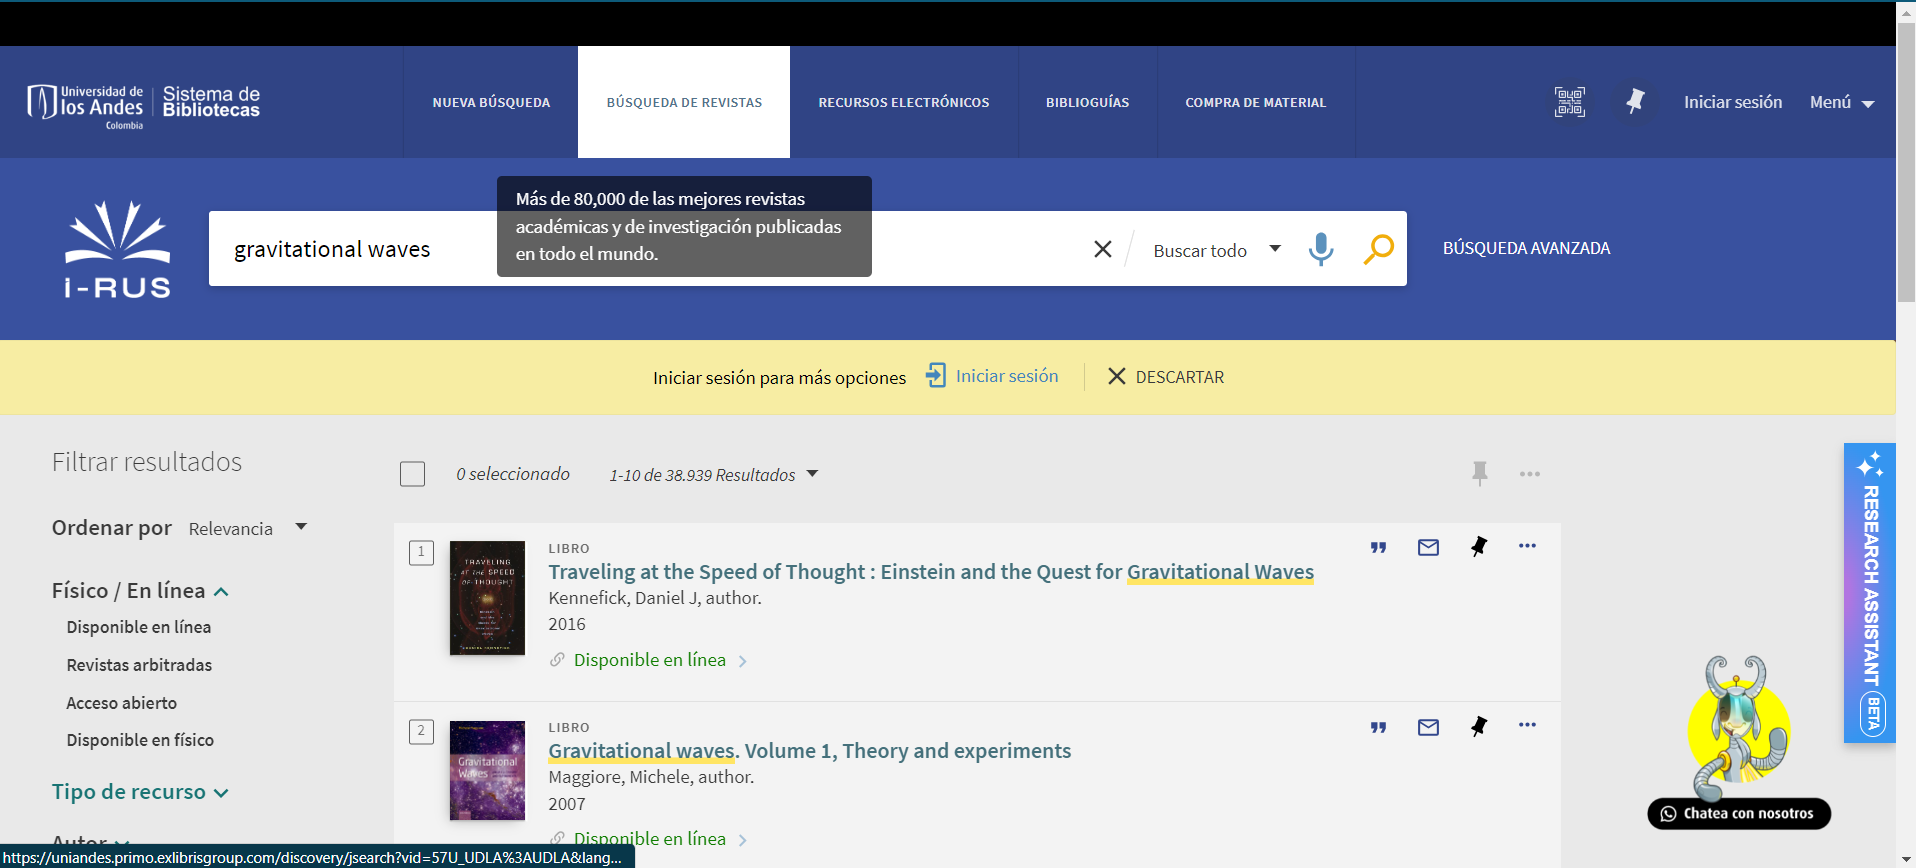 Universidad de
los Andes
Colombia
Sistema de
Bibliotecas
NUEVA BÚSQUEDA
BÚSQUEDA DE REVISTAS
RECURSOS ELECTRÓNICOS
BIBLIOGUÍAS
COMPRA DE MATERIAL
Iniciar sesión
Menú
i-RUS
gravitational waves
Más de 80,000 de las mejores revistas
académicas y de investigación publicadas
en todo el mundo.
Buscar todo
BÚSQUEDA AVANZADA
Iniciar sesión para más opciones
Iniciar sesión
DESCARTAR
Filtrar resultados
Ordenar por Relevancia
Físico / En línea
Disponible en línea
Revistas arbitradas
Acceso abierto
Disponible en físico
Tipo de recurso
Autor
0 seleccionado
1-10 de 38.939 Resultados
1
TRAVELING
AT THE SPEED
OF THOUGHT
LIBRO
Traveling at the Speed of Thought : Einstein and the Quest for Gravitational Waves
Kennefick, Daniel J, author.
2016
Disponible en línea
2
Gravitational
Waves
LIBRO
Gravitational waves. Volume 1, Theory and experiments
Maggiore, Michele, author.
2007
Disponible en línea
RESEARCH ASSISTANT
BETA
Chatea con nosotros
https://uniandes.primo.exlibrisgroup.com/discovery/jsearch?vid=57U_UDLA%3AUDLA&lang...